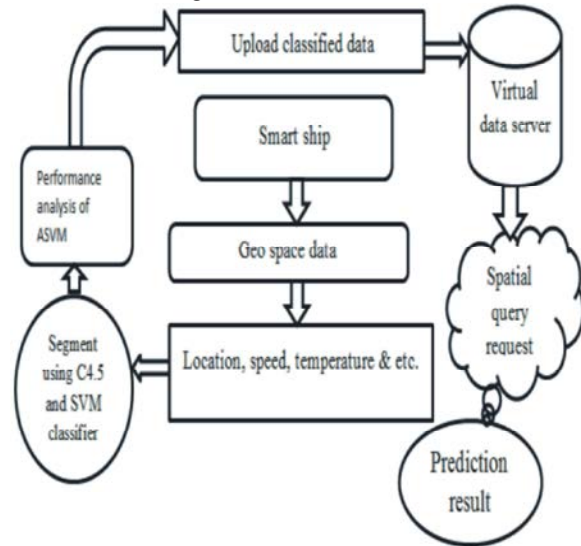 Upload classified data
Virtual
data server
Smart ship
Performance
analysis of
ASVM
Geo space data
Spatial
query
request
Location, speed, temperature & etc.
Segment
using C4.5
and SVM
classifier
Prediction
result